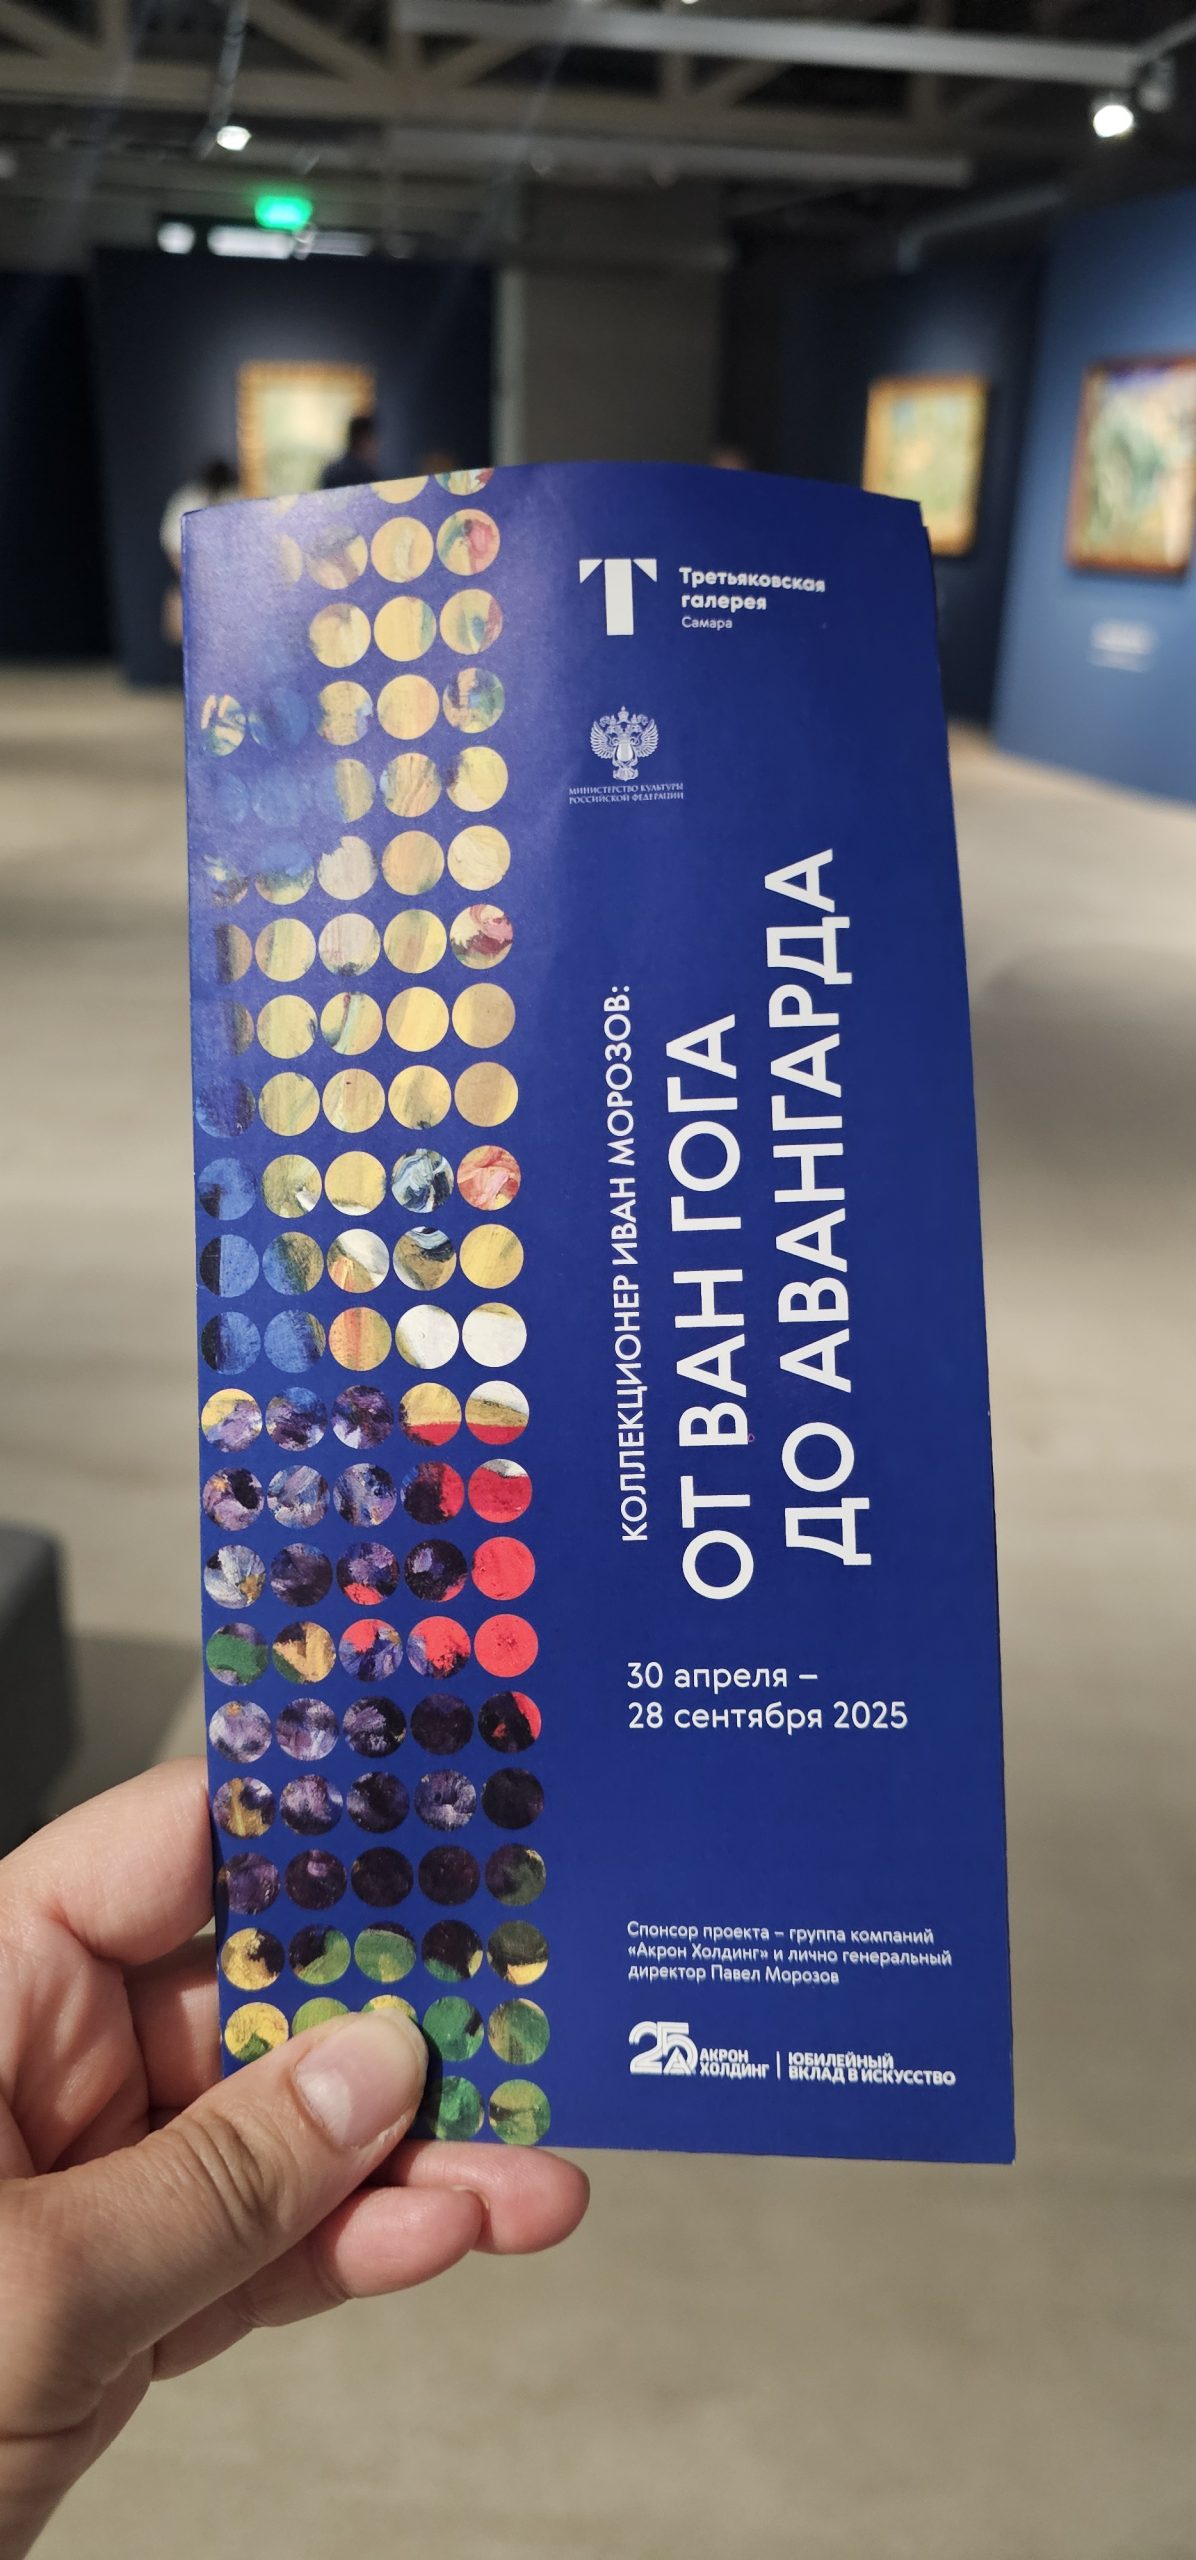 Третьяковская
галерея
Самара
МИНИСТЕРСТВО КУЛЬТУРЫ
РОССИЙСКОЙ ФЕДЕРАЦИИ
КОЛЛЕКЦИОНЕР ИВАН МОРОЗОВ:
ОТ ВАН ГОГА
ДО АВАНГАРДА
30 апреля –
28 сентября 2025
Спонсор проекта – группа компаний
«Акрон Холдинг» и лично генеральный
директор Павел Морозов
25 АКРОН ХОЛДИНГ | ЮБИЛЕЙНЫЙ
ВКЛАД В ИСКУССТВО